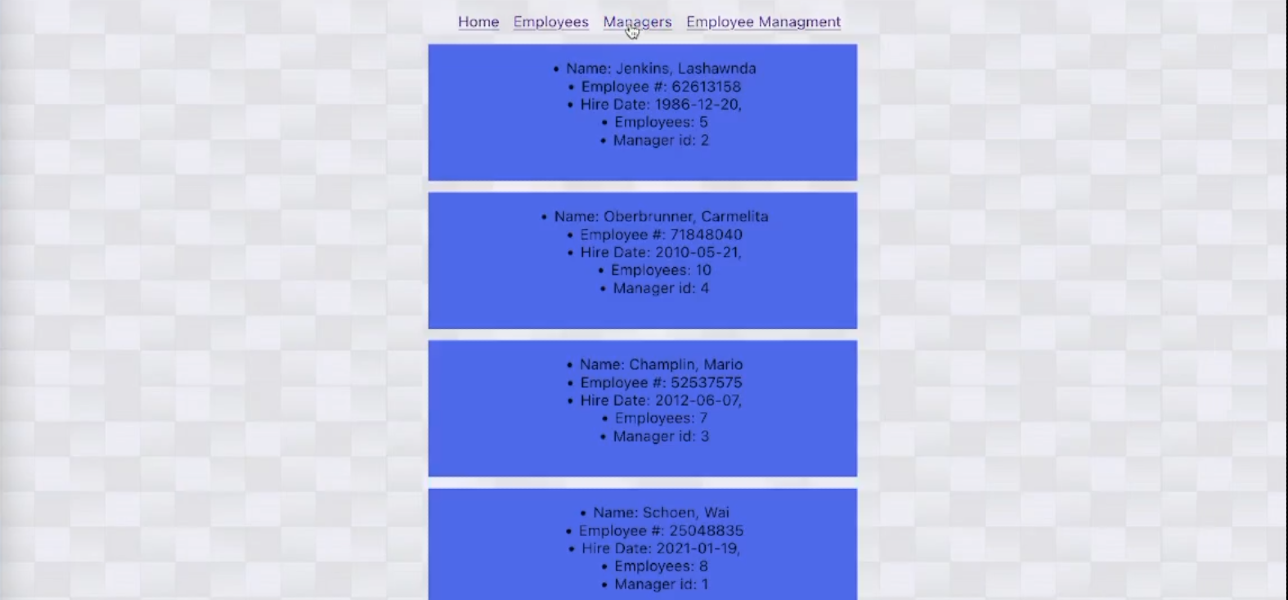 Home Employees Managers Employee Managment
• Name: Jenkins, Lashawnda
• Employee #: 62613158
• Hire Date: 1986-12-20,
• Employees: 5
• Manager id: 2
• Name: Oberbrunner, Carmelita
• Employee #: 71848040
• Hire Date: 2010-05-21,
• Employees: 10
• Manager id: 4
• Name: Champlin, Mario
• Employee #: 52537575
• Hire Date: 2012-06-07,
• Employees: 7
• Manager id: 3
• Name: Schoen, Wai
• Employee #: 25048835
• Hire Date: 2021-01-19,
• Employees: 8
• Manager id: 1